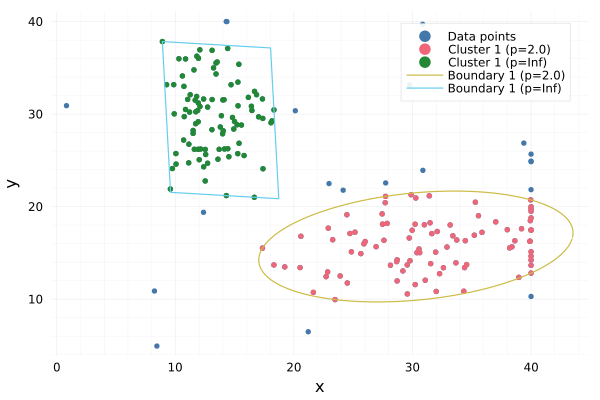 40
30
20
10
y
0 10 20 30 40
x
Data points
Cluster 1 (p=2.0)
Cluster 1 (p=Inf)
Boundary 1 (p=2.0)
Boundary 1 (p=Inf)